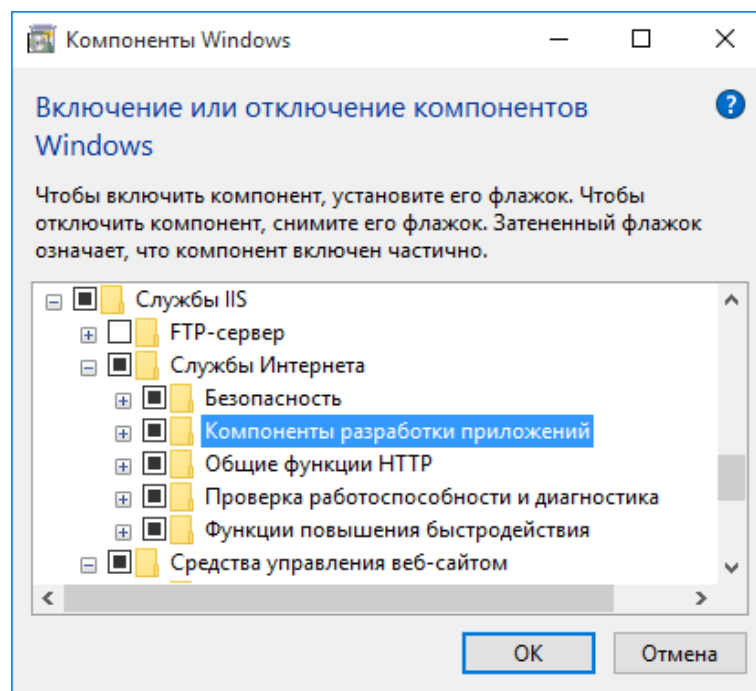 Компоненты Windows
Включение или отключение компонентов
Windows
?
Чтобы включить компонент, установите его флажок. Чтобы
отключить компонент, снимите его флажок. Затененный флажок
означает, что компонент включен частично.
Службы IIS
FTP-сервер
Службы Интернета
Безопасность
Компоненты разработки приложений
Общие функции HTTP
Проверка работоспособности и диагностика
Функции повышения быстродействия
Средства управления веб-сайтом
ОК
Отмена